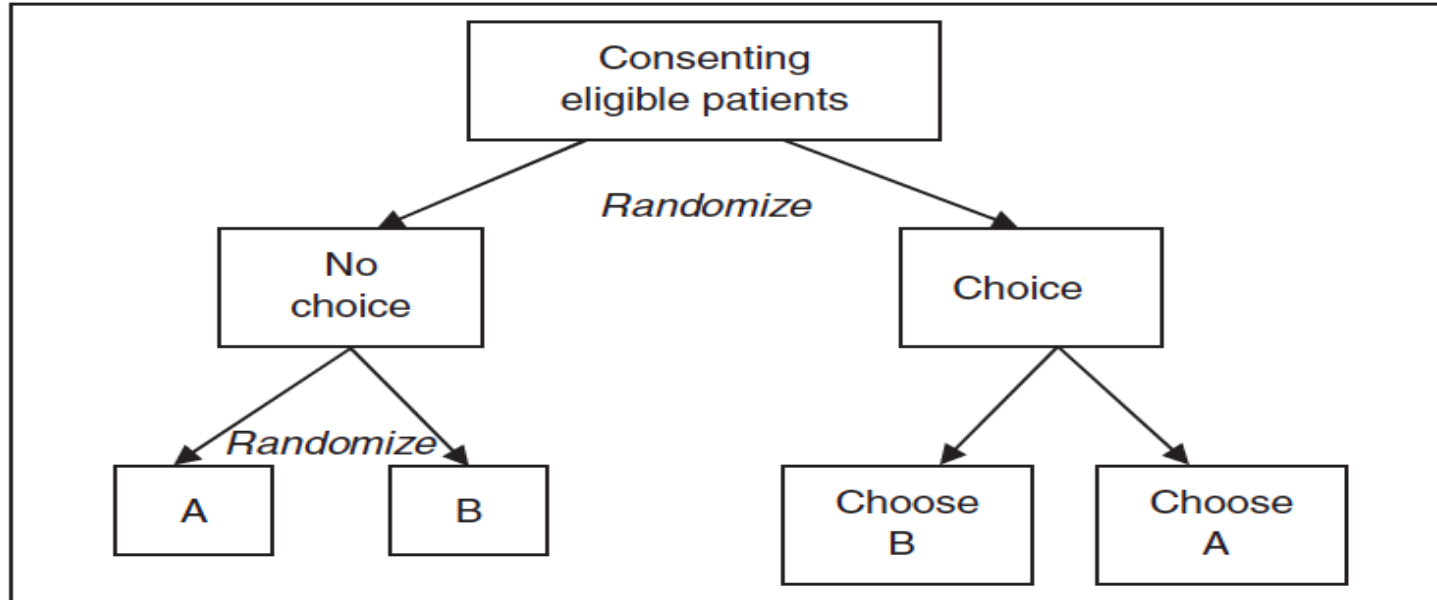 Consenting
eligible patients
Randomize
No
choice
Choice
Randomize
A
B
Choose
B
Choose
A